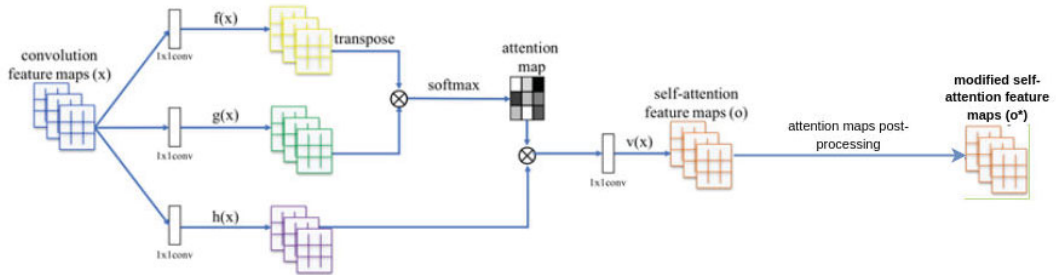 convolution
feature maps (x)
1x1conv
f(x)
transpose
1x1conv
g(x)
1x1conv
h(x)
softmax
attention
map
1x1conv
v(x)
self-attention
feature maps (o)
attention maps post-
processing
modified self-
attention feature
maps (o*)